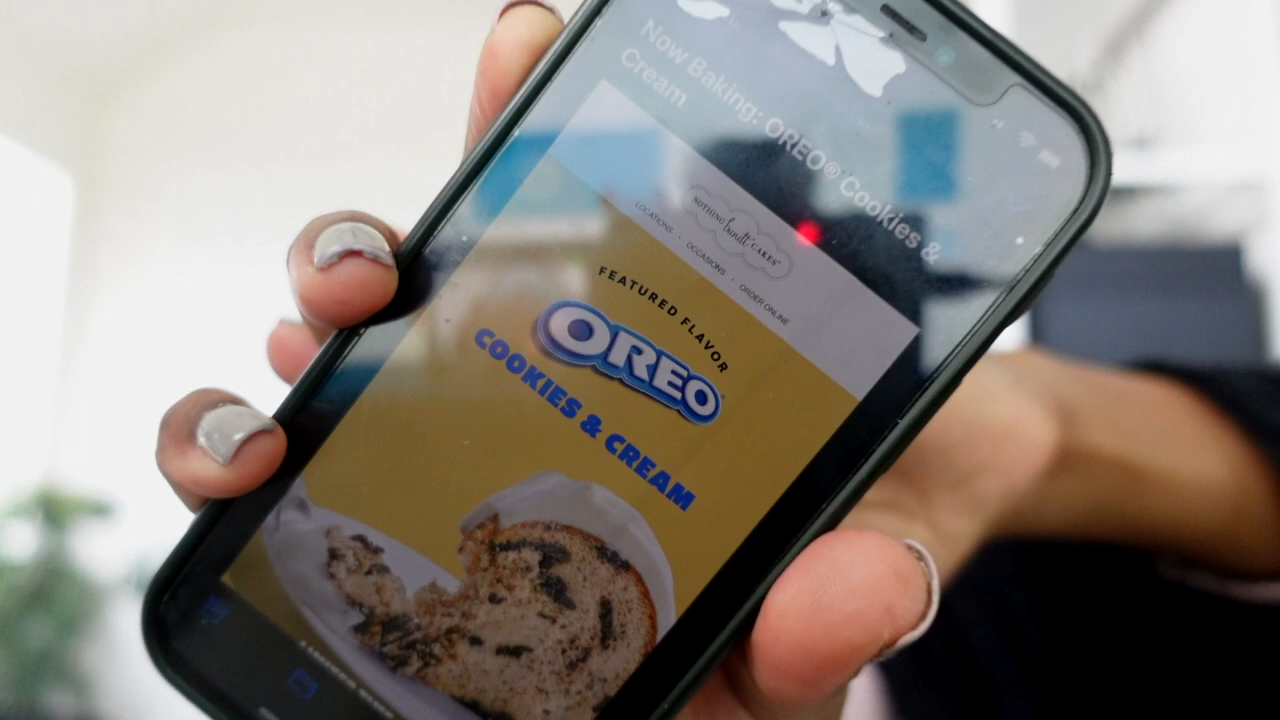 Now Baking: OREO® Cookies &
Cream
NOTHING bundt CAKES®
LOCATIONS • OCCASIONS • ORDER ONLINE
FEATURED FLAVOR
OREO
COOKIES & CREAM